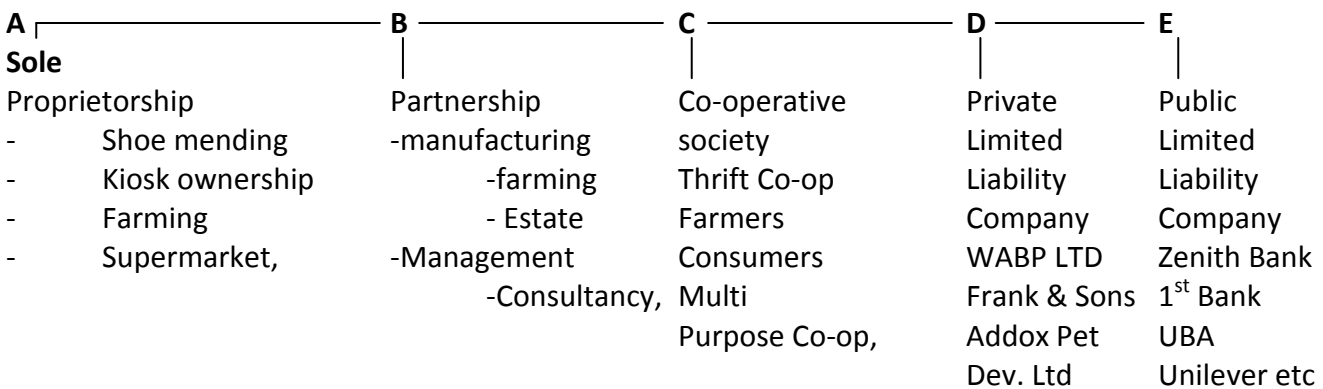 A B C D E
Sole
Proprietorship Partnership Co-operative Private Public
- Shoe mending -manufacturing society Limited Limited
- Kiosk ownership -farming Thrift Co-op Liability Liability
- Farming - Estate Farmers Company Company
- Supermarket, -Management Consumers WABP LTD Zenith Bank
-Consultancy, Multi Frank & Sons 1st Bank
Purpose Co-op, Addox Pet UBA
Dev. Ltd Unilever etc